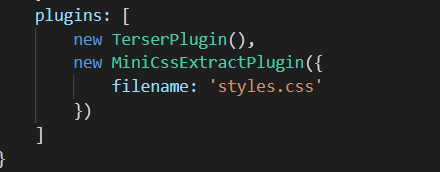 plugins: [
new TerserPlugin(),
new MiniCssExtractPlugin({
filename: 'styles.css'
})
]
}